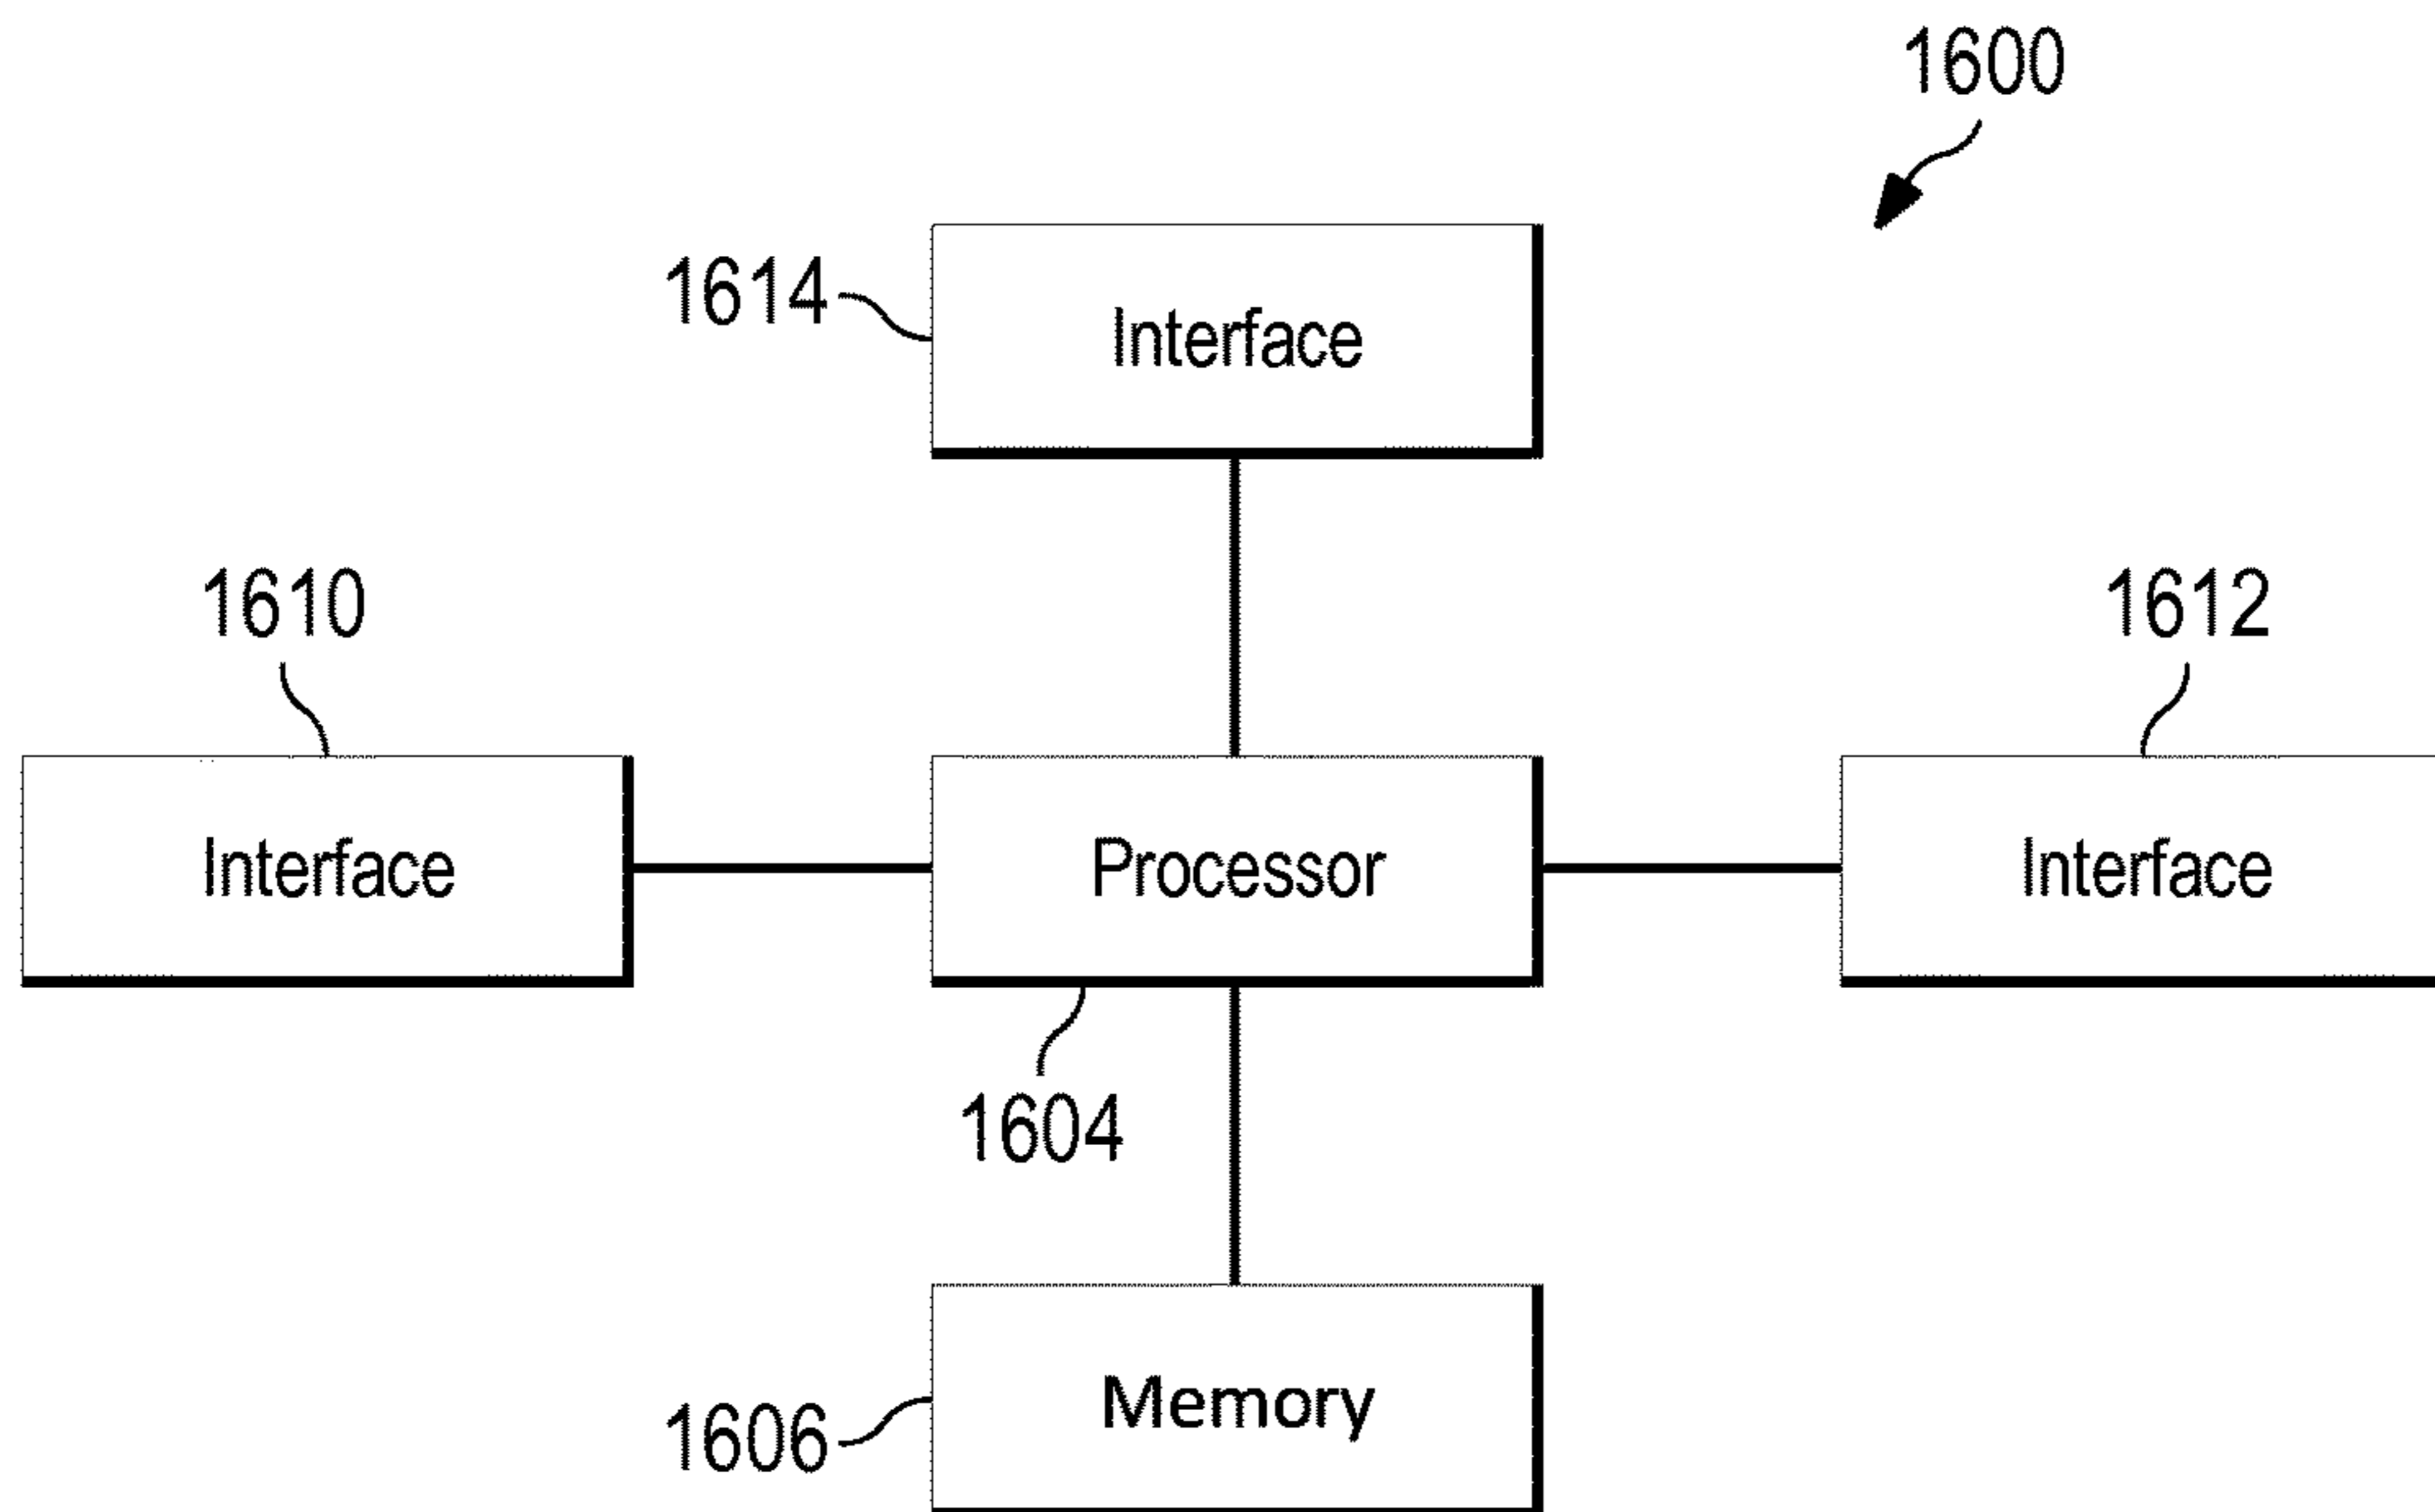 1600
1614
Interface
1610
1612
Interface
Processor
Interface
1604
Memory
1606